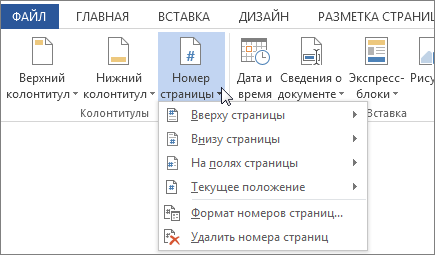 ФАЙЛ ГЛАВНАЯ ВСТАВКА ДИЗАЙН РАЗМЕТКА СТРАНИЦ
Верхний Нижний Номер Дата и Сведения о Экспресс- Рису
колонтитул колонтитул страницы время документе блоки
Колонтитулы Вставка
Вверху страницы
Внизу страницы
На полях страницы
Текущее положение
Формат номеров страниц...
Удалить номера страниц